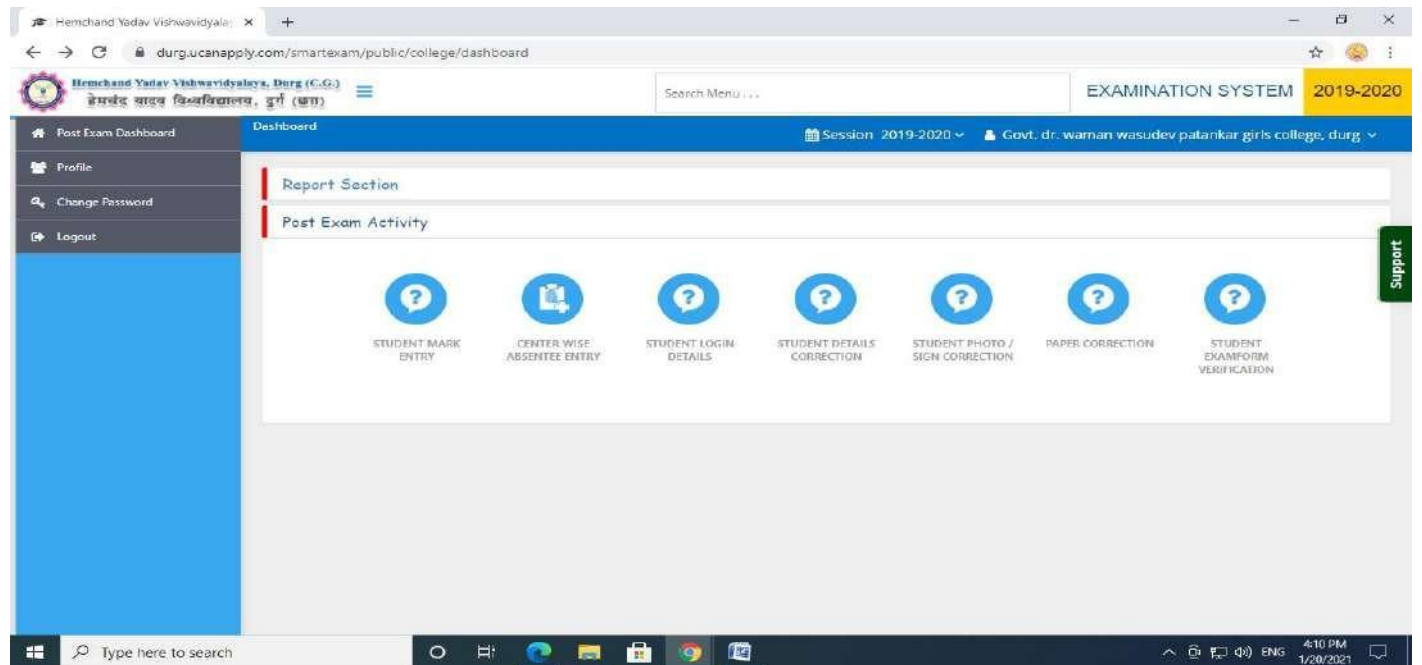 Hemchand Yadav Vishwavidyala
durg.ucanapply.com/smartexam/public/college/dashboard
Hemchand Yadav Vishwavidyalaya, Durg (C.G.)
हेमचंद यादव विश्वविद्यालय, दुर्ग (छग)
Search Menu . . .
EXAMINATION SYSTEM
2019-2020
Post Exam Dashboard
Profile
Change Password
Logout
Dashboard
Session 2019-2020
Govt. dr. waman wasudev patankar girls college, durg
Report Section
Post Exam Activity
STUDENT MARK
ENTRY
CENTER WISE
ABSENTEE ENTRY
STUDENT LOGIN
DETAILS
STUDENT DETAILS
CORRECTION
STUDENT PHOTO /
SIGN CORRECTION
PAPER CORRECTION
STUDENT
EXAMFORM
VERIFICATION
Support
Type here to search
ENG
4:10 PM
1/20/2021